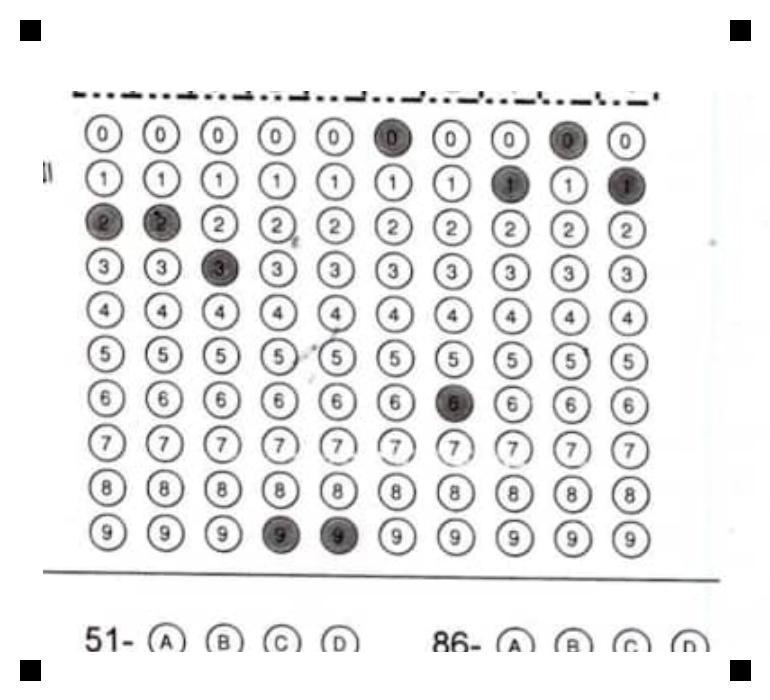 0 0 0 0 0 0 0 0 0 0
1 1 1 1 1 1 1 1 1 1
2 2 2 2 2 2 2 2 2 2
3 3 3 3 3 3 3 3 3 3
4 4 4 4 4 4 4 4 4 4
5 5 5 5 5 5 5 5 5 5
6 6 6 6 6 6 6 6 6 6
7 7 7 7 7 7 7 7 7 7
8 8 8 8 8 8 8 8 8 8
9 9 9 9 9 9 9 9 9 9
51- A B C D 86- A B C D